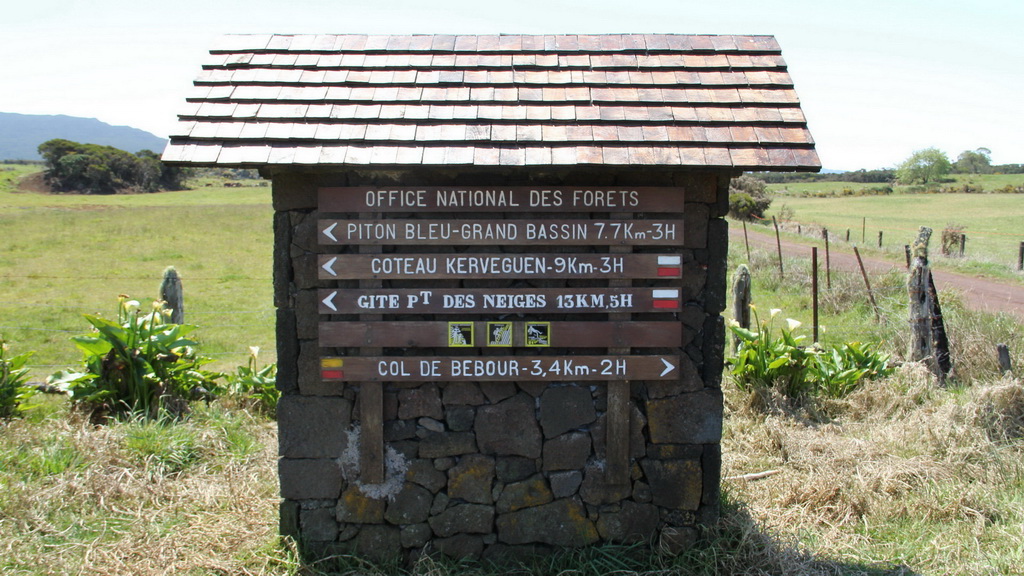 OFFICE NATIONAL DES FORETS
PITON BLEU-GRAND BASSIN 7.7Km-3H
COTEAU KERVEGUEN-9Km-3H
GITE PT DES NEIGES 13KM,5H
COL DE BEBOUR-3,4Km-2H